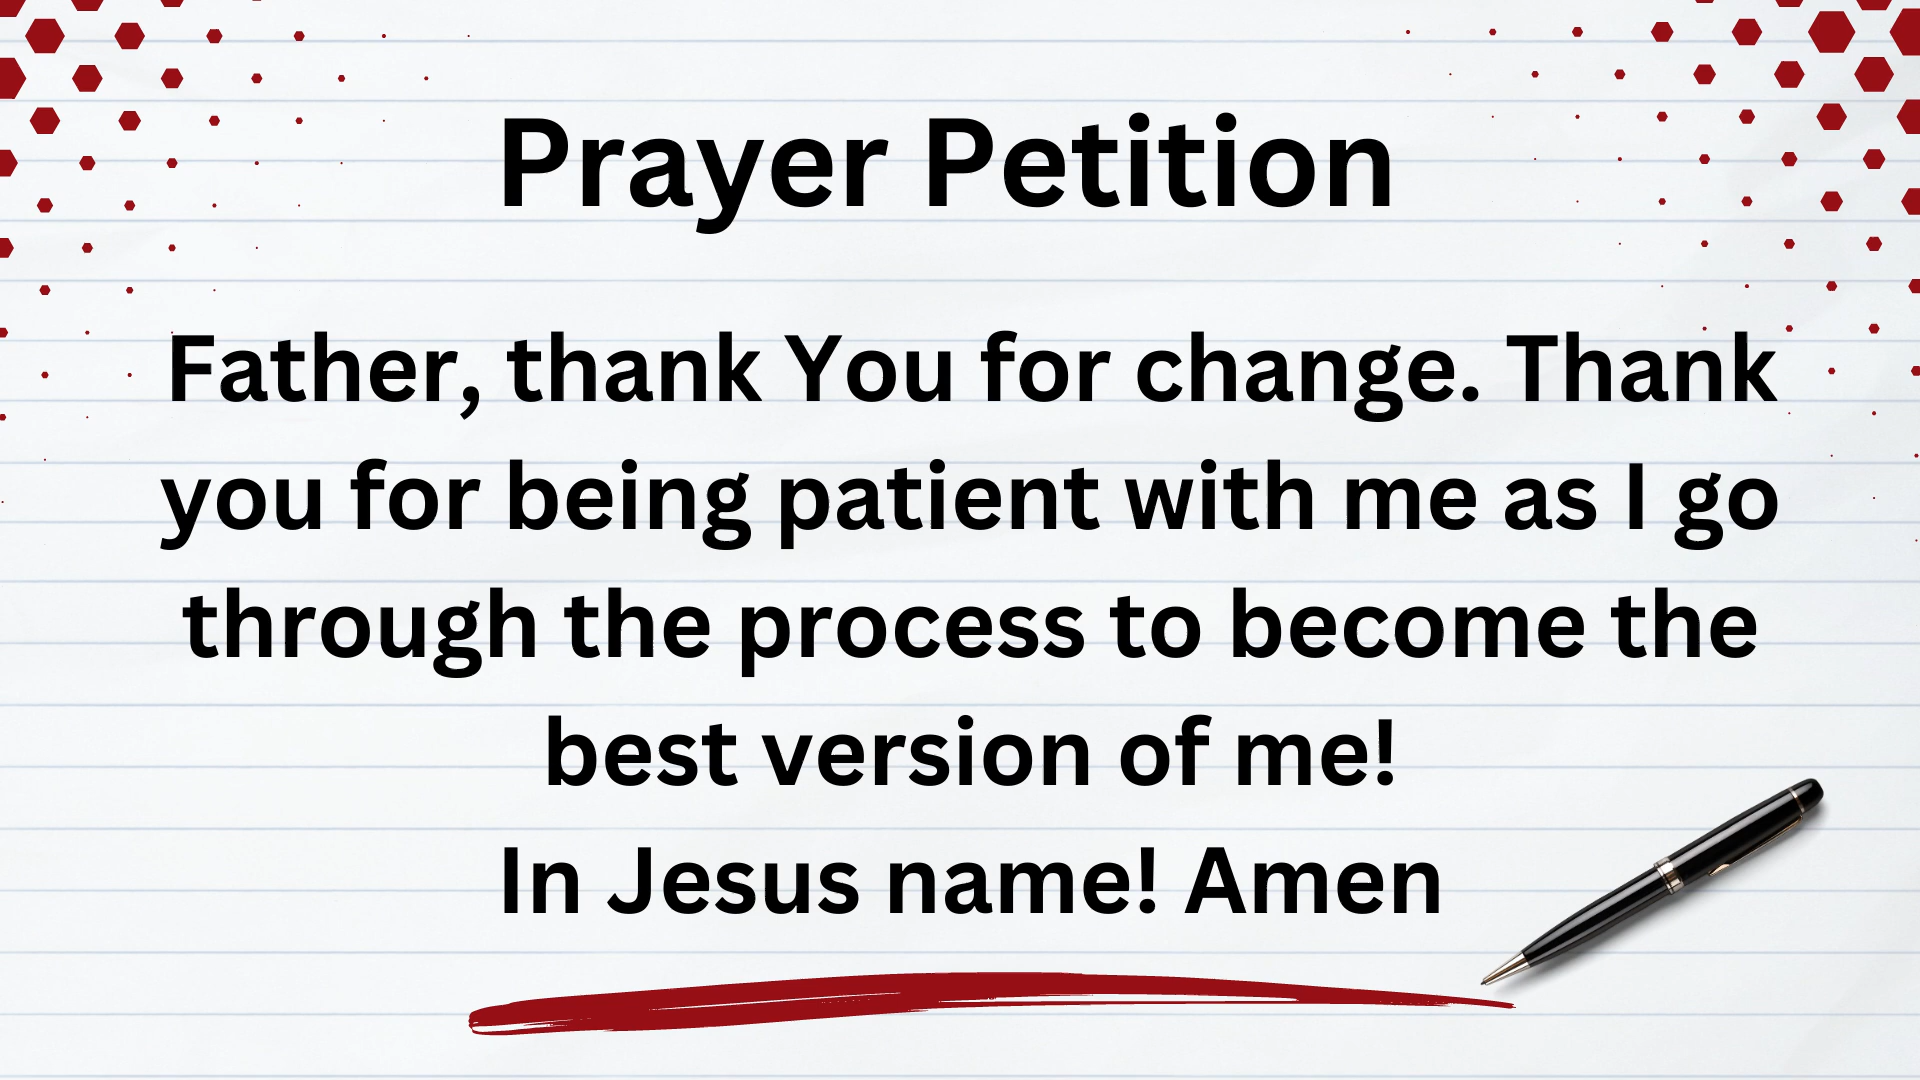 Prayer Petition
Father, thank You for change. Thank
you for being patient with me as I go
through the process to become the
best version of me!
In Jesus name! Amen